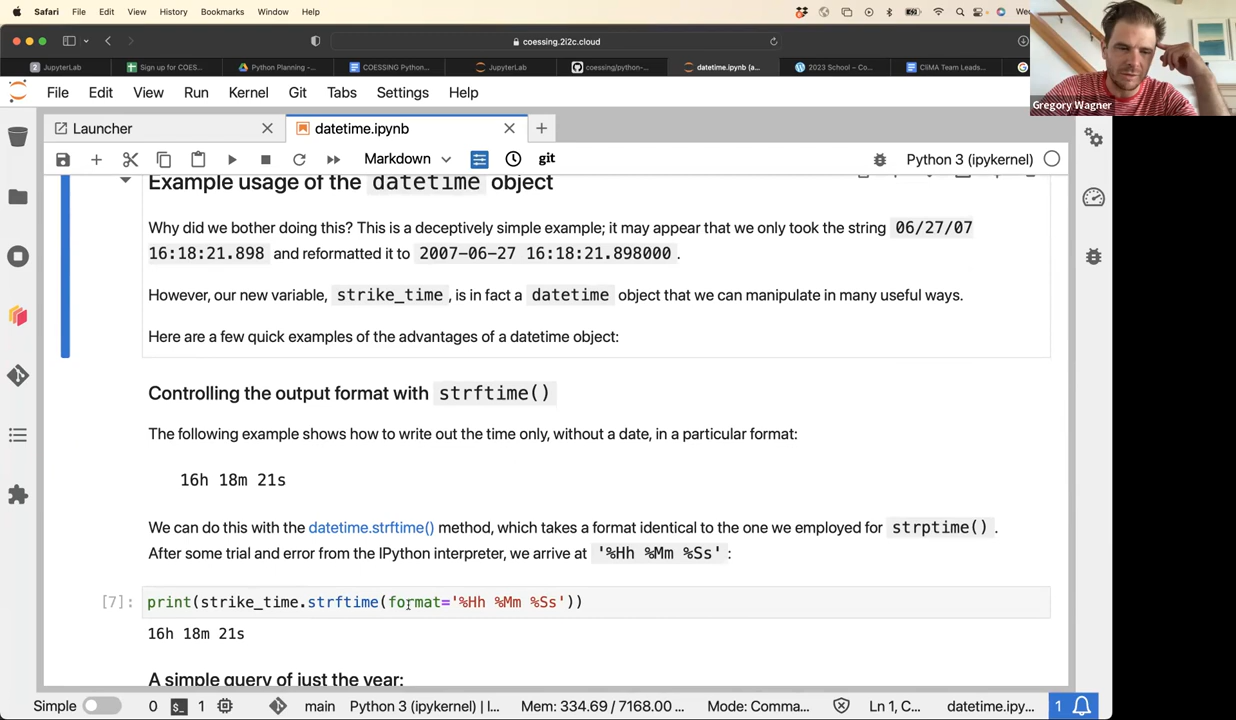 Safari File Edit View History Bookmarks Window Help
coessing.2i2c.cloud
JupyterLab Sign up for COES... Python Planning -... COESSING Python... JupyterLab coessing/python-... datetime.ipynb (a... 2023 School – Co... CliMA Team Leads...
Gregory Wagner
File Edit View Run Kernel Git Tabs Settings Help
Launcher datetime.ipynb
Markdown git Python 3 (ipykernel)
Example usage of the datetime object
Why did we bother doing this? This is a deceptively simple example; it may appear that we only took the string 06/27/07
16:18:21.898 and reformatted it to 2007-06-27 16:18:21.898000 .
However, our new variable, strike_time , is in fact a datetime object that we can manipulate in many useful ways.
Here are a few quick examples of the advantages of a datetime object:
Controlling the output format with strftime()
The following example shows how to write out the time only, without a date, in a particular format:
16h 18m 21s
We can do this with the datetime.strftime() method, which takes a format identical to the one we employed for strptime() .
After some trial and error from the IPython interpreter, we arrive at '%Hh %Mm %Ss' :
[7]: print(strike_time.strftime(format='%Hh %Mm %Ss'))
16h 18m 21s
A simple query of just the year:
Simple 0 1 main Python 3 (ipykernel) | I... Mem: 334.69 / 7168.00 ... Mode: Comma... Ln 1, C... datetime.ipy... 1